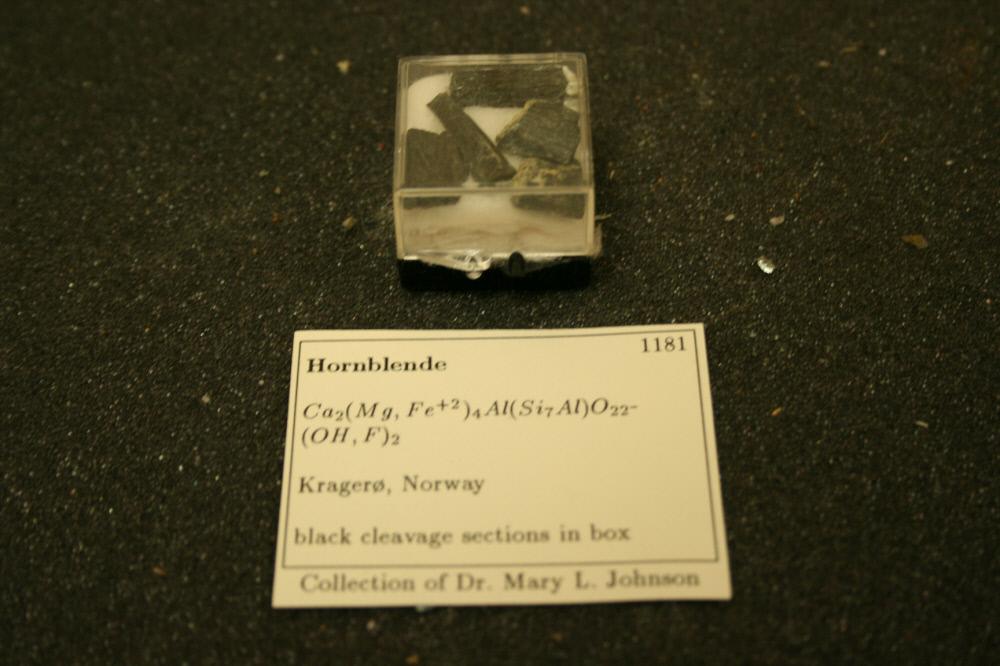 1181
Hornblende
Ca₂(Mg, Fe⁺²)₄Al(Si₇Al)O₂₂-
(OH, F)₂
Kragerø, Norway
black cleavage sections in box
Collection of Dr. Mary L. Johnson